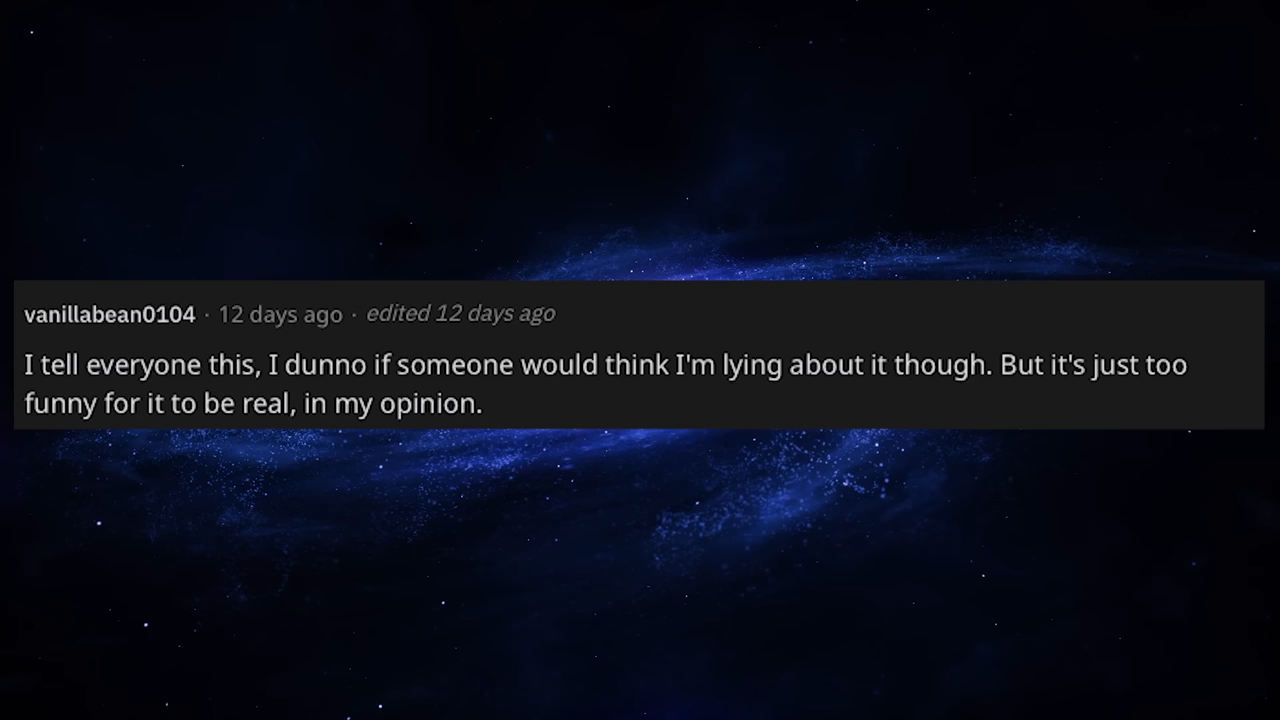 vanillabean0104 · 12 days ago · edited 12 days ago
I tell everyone this, I dunno if someone would think I'm lying about it though. But it's just too
funny for it to be real, in my opinion.